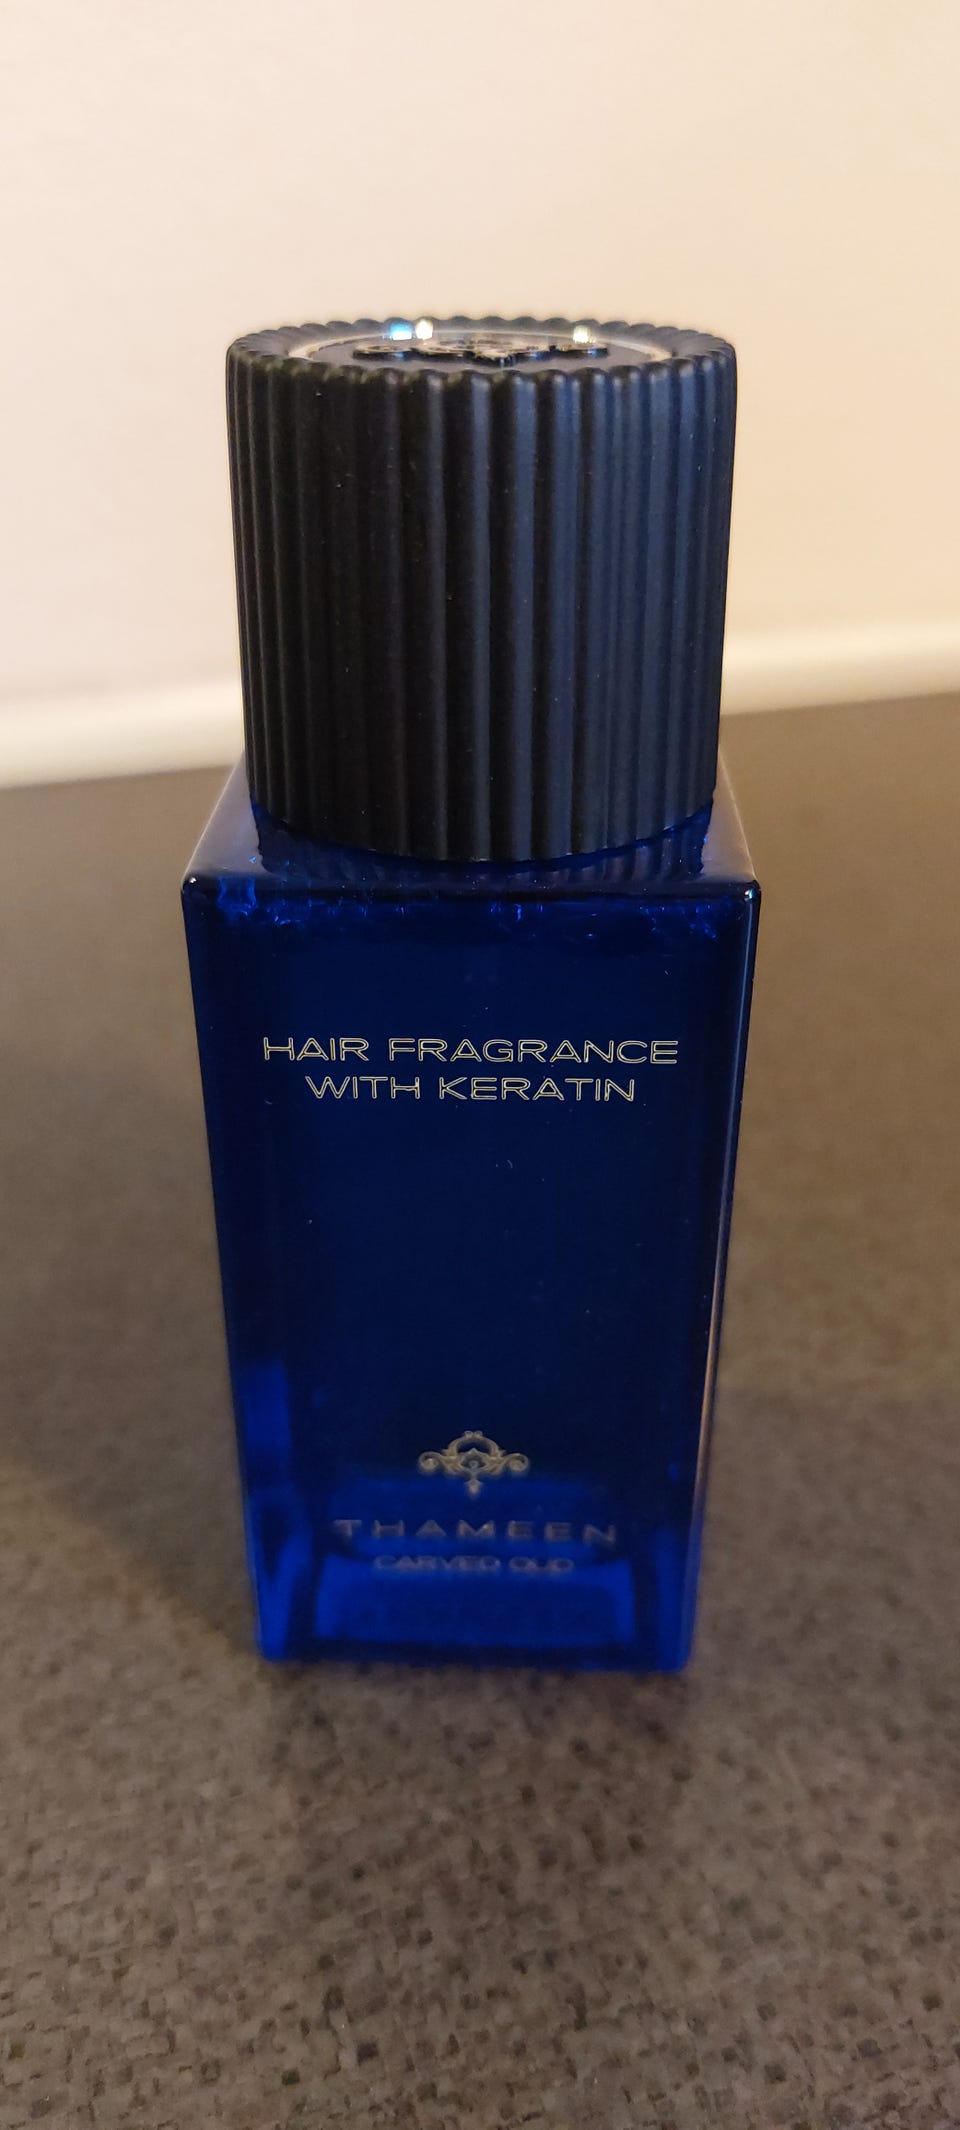 HAIR FRAGRANCE
WITH KERATIN
THAMEEN
CARVED OUD